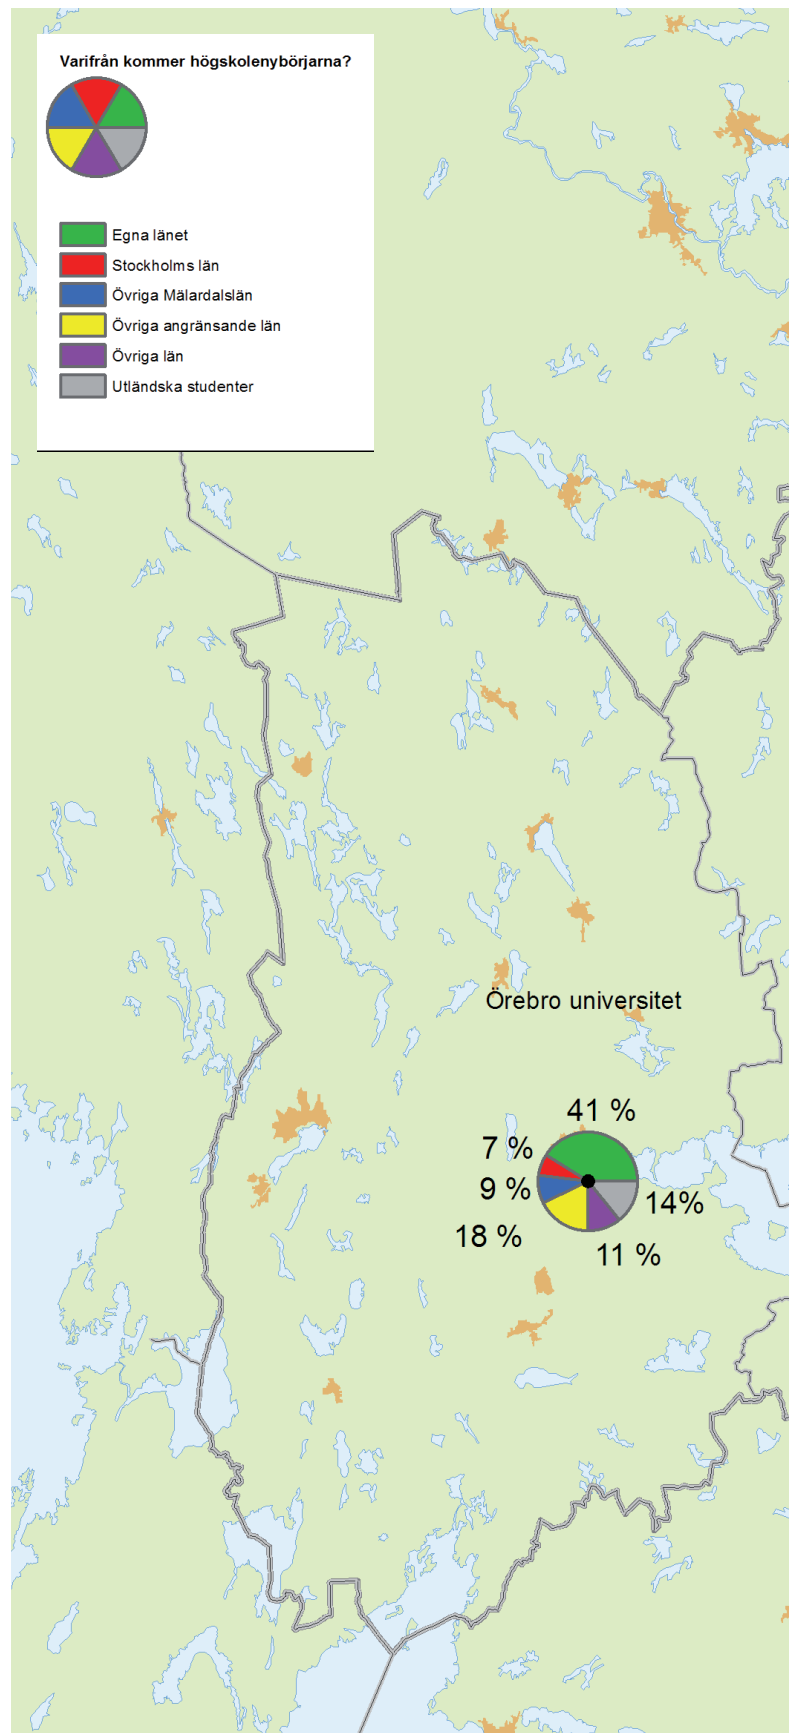 Varifrån kommer högskolenybörjarna?
Egna länet
Stockholms län
Övriga Mälardalslän
Övriga angränsande län
Övriga län
Utländska studenter
Örebro universitet
41 %
7 %
9 %
14%
18 %
11 %